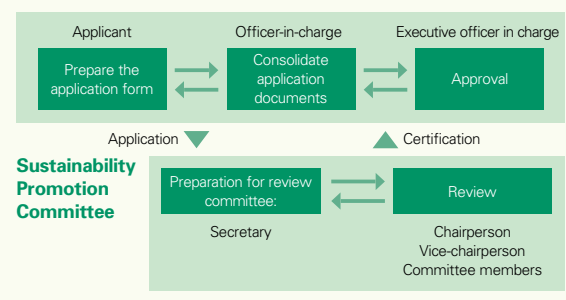 Applicant
Officer-in-charge
Executive officer in charge
Prepare the
application form
Consolidate
application
documents
Approval
Application
Certification
Sustainability
Promotion
Committee
Preparation for review
committee:
Review
Secretary
Chairperson
Vice-chairperson
Committee members